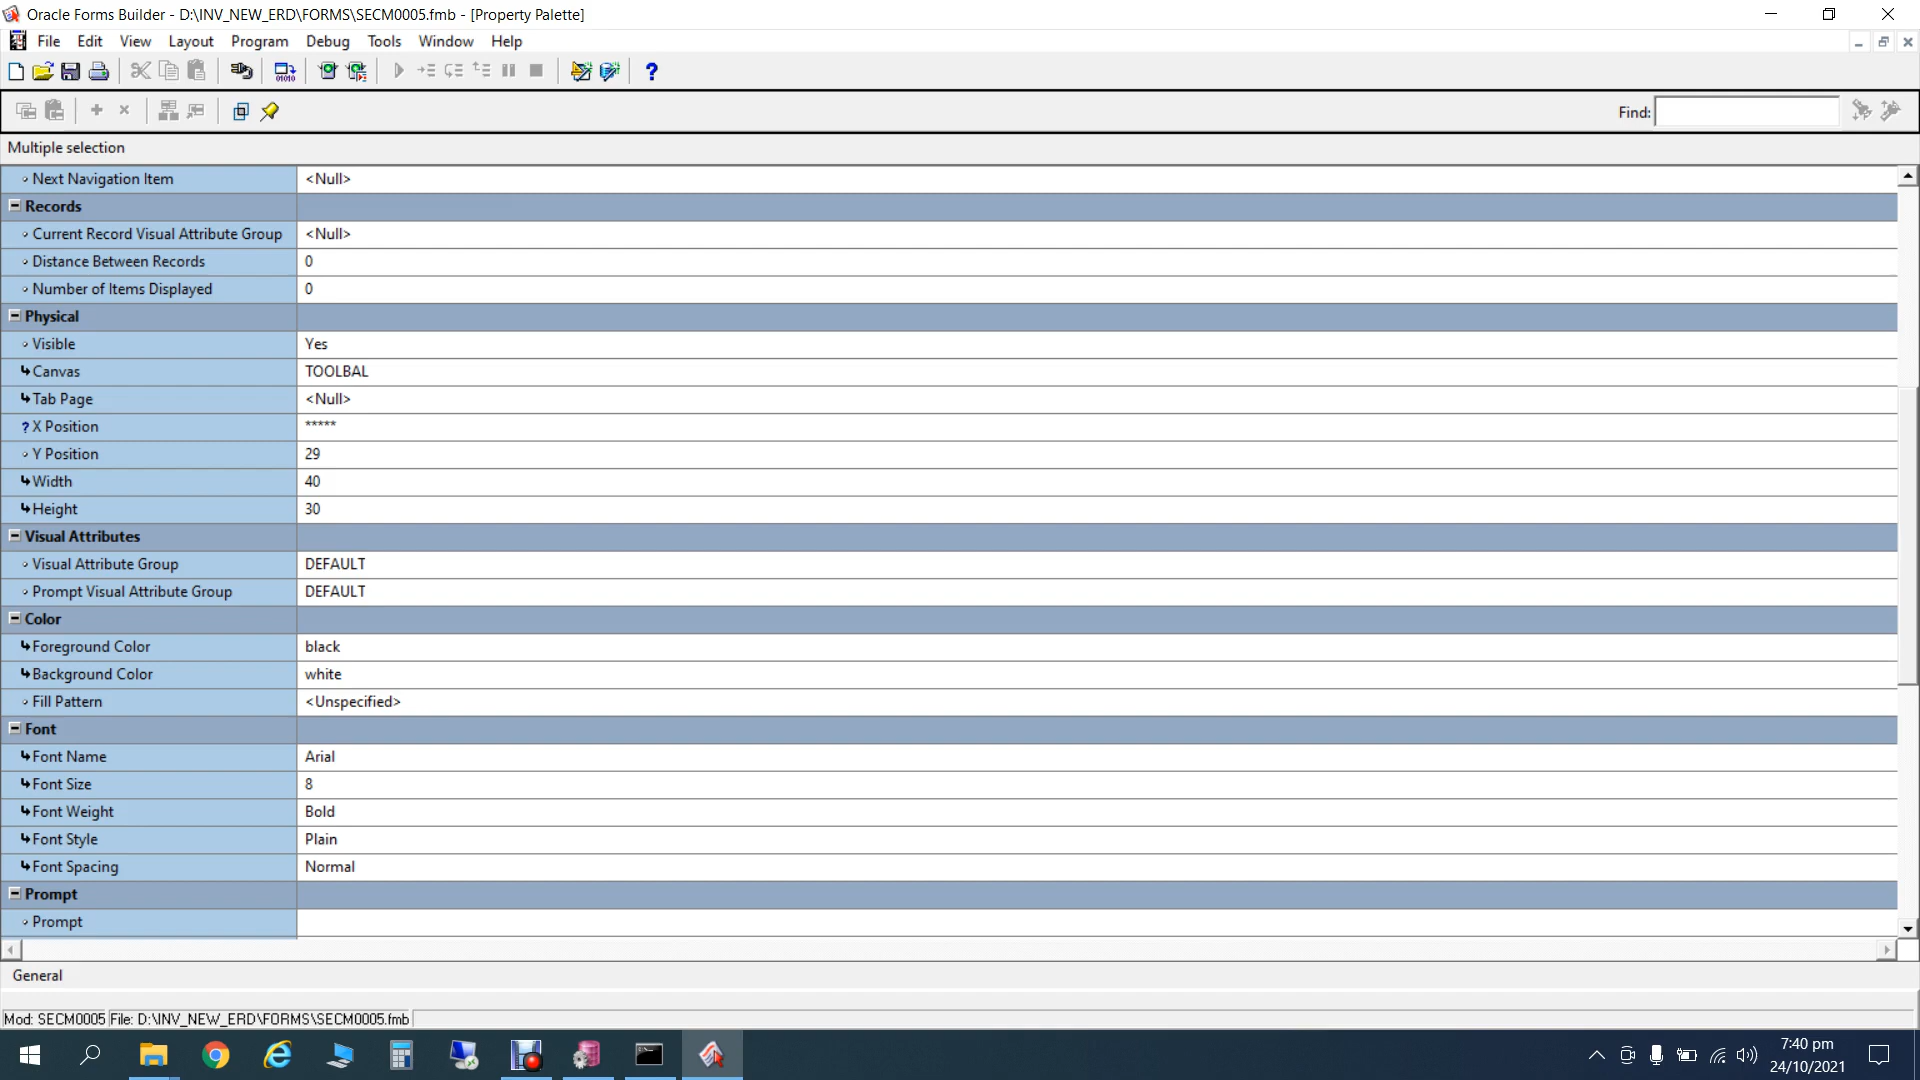 Oracle Forms Builder - D:\INV_NEW_ERD\FORMS\SECM0005.fmb - [Property Palette]
File Edit View Layout Program Debug Tools Window Help
Find:
Multiple selection
Next Navigation Item <Null>
Records
Current Record Visual Attribute Group <Null>
Distance Between Records 0
Number of Items Displayed 0
Physical
Visible Yes
Canvas TOOLBAL
Tab Page <Null>
? X Position *****
Y Position 29
Width 40
Height 30
Visual Attributes
Visual Attribute Group DEFAULT
Prompt Visual Attribute Group DEFAULT
Color
Foreground Color black
Background Color white
Fill Pattern <Unspecified>
Font
Font Name Arial
Font Size 8
Font Weight Bold
Font Style Plain
Font Spacing Normal
Prompt
Prompt
General
Mod: SECM0005 File: D:\INV_NEW_ERD\FORMS\SECM0005.fmb
7:40 pm
24/10/2021